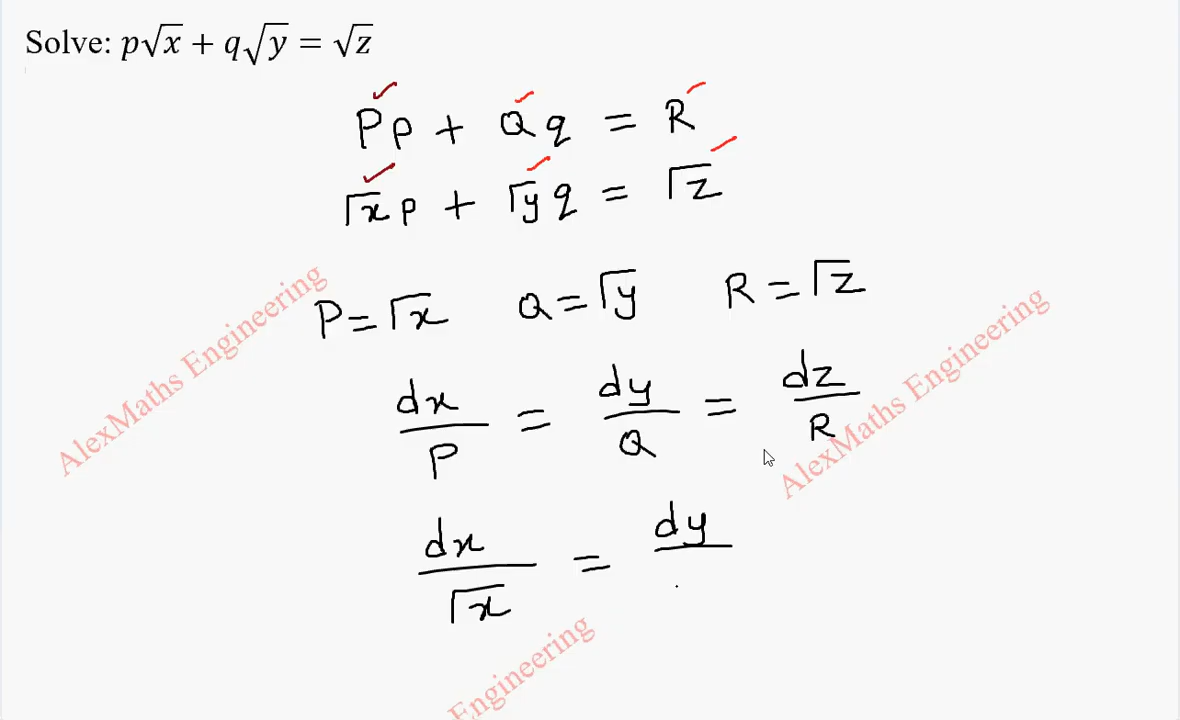 Solve: p√x + q√y = √z
Pp + Qq = R
√x p + √y q = √z
P = √x Q = √y R = √z
dx/P = dy/Q = dz/R
dx/√x = dy
AlexMaths Engineering
AlexMaths Engineering
Engineering